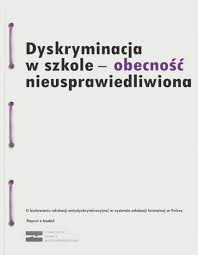 Dyskryminacja
w szkole – obecność
nieusprawiedliwiona
O budowaniu edukacji antydyskryminacyjnej w systemie edukacji formalnej w Polsce
Raport z badań